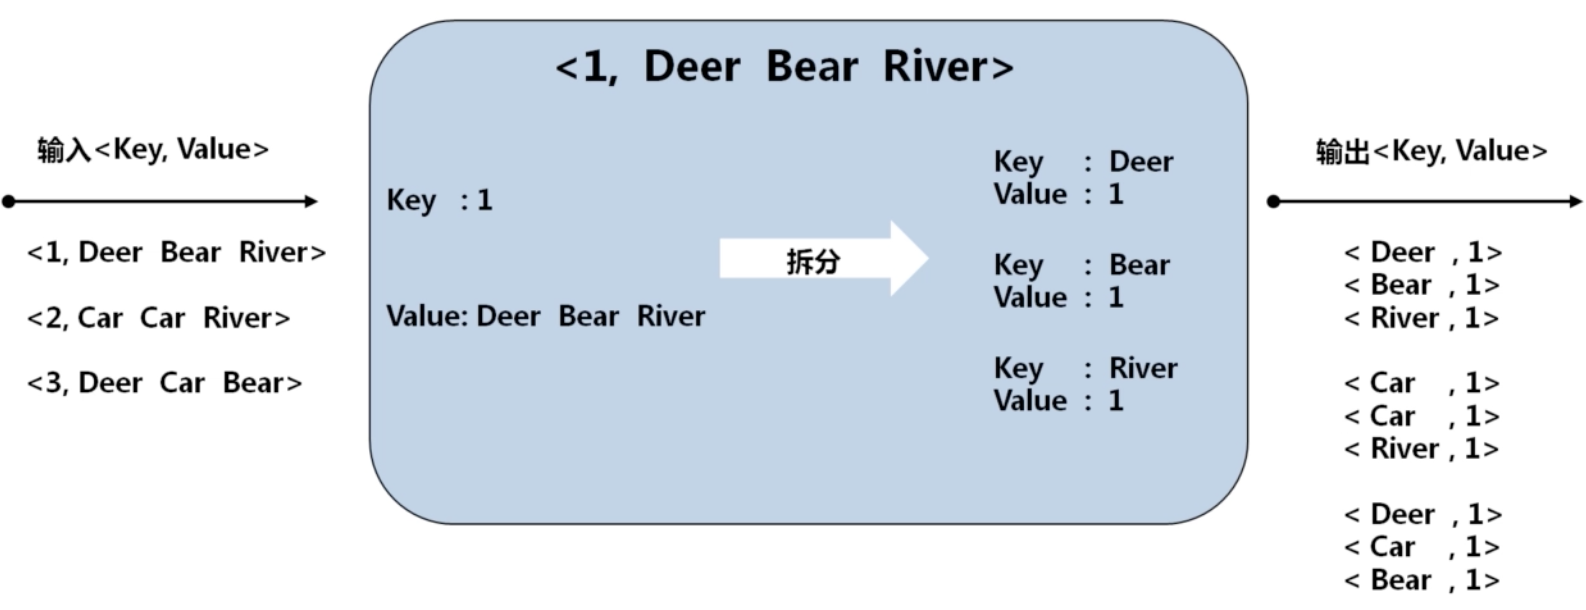 输入<Key, Value>
<1, Deer Bear River>
<2, Car Car River>
<3, Deer Car Bear>
<1, Deer Bear River>
Key : 1
Value: Deer Bear River
拆分
Key : Deer
Value : 1
Key : Bear
Value : 1
Key : River
Value : 1
输出<Key, Value>
< Deer , 1>
< Bear , 1>
< River , 1>
< Car , 1>
< Car , 1>
< River , 1>
< Deer , 1>
< Car , 1>
< Bear , 1>